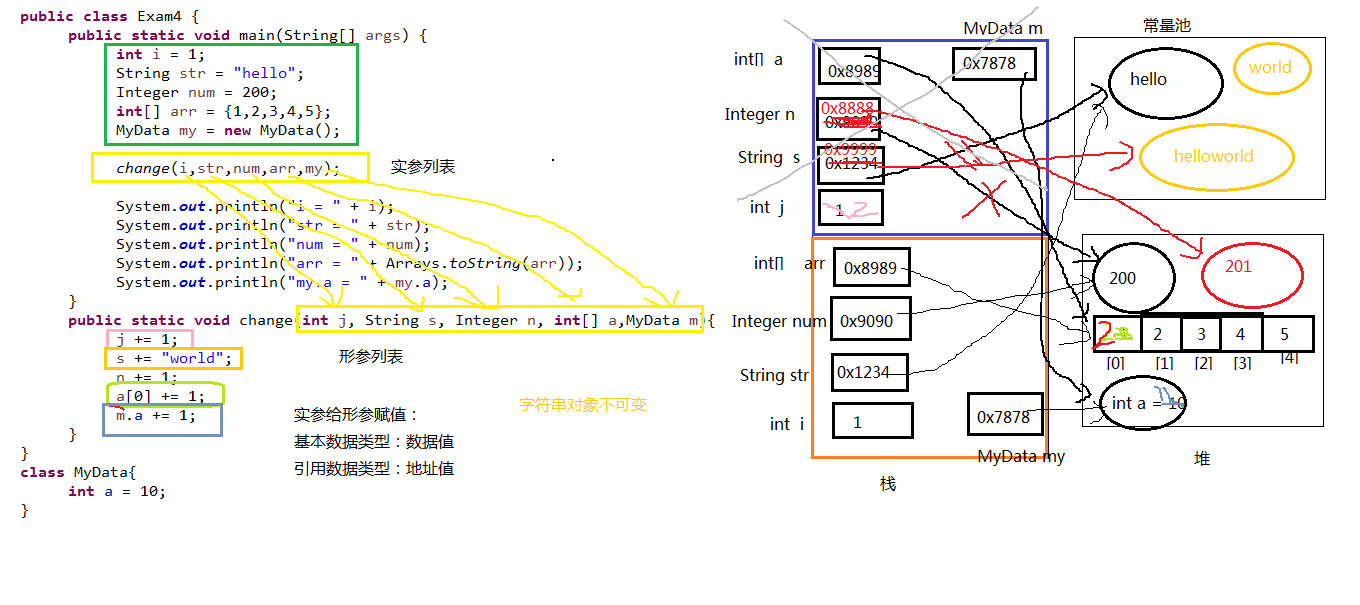 public class Exam4 {
public static void main(String[] args) {
int i = 1;
String str = "hello";
Integer num = 200;
int[] arr = {1,2,3,4,5};
MyData my = new MyData();
change(i,str,num,arr,my);
实参列表
System.out.println("i = " + i);
System.out.println("str = " + str);
System.out.println("num = " + num);
System.out.println("arr = " + Arrays.toString(arr));
System.out.println("my.a = " + my.a);
}
public static void change(int j, String s, Integer n, int[] a,MyData m){
形参列表
j += 1;
s += "world";
n += 1;
a[0] += 1;
m.a += 1;
}
}
class MyData{
int a = 10;
}
实参给形参赋值：
基本数据类型：数据值
引用数据类型：地址值
字符串对象不可变
MyData m
int[] a
0x8989
0x7878
Integer n
0x8888
String s
0x9999
0x1234
int j
1
2
int[] arr
0x8989
Integer num
0x9090
String str
0x1234
int i
1
0x7878
MyData my
栈
常量池
hello
world
helloworld
200
201
2
2
3
4
5
[0]
[1]
[2]
[3]
[4]
int a = 10
堆